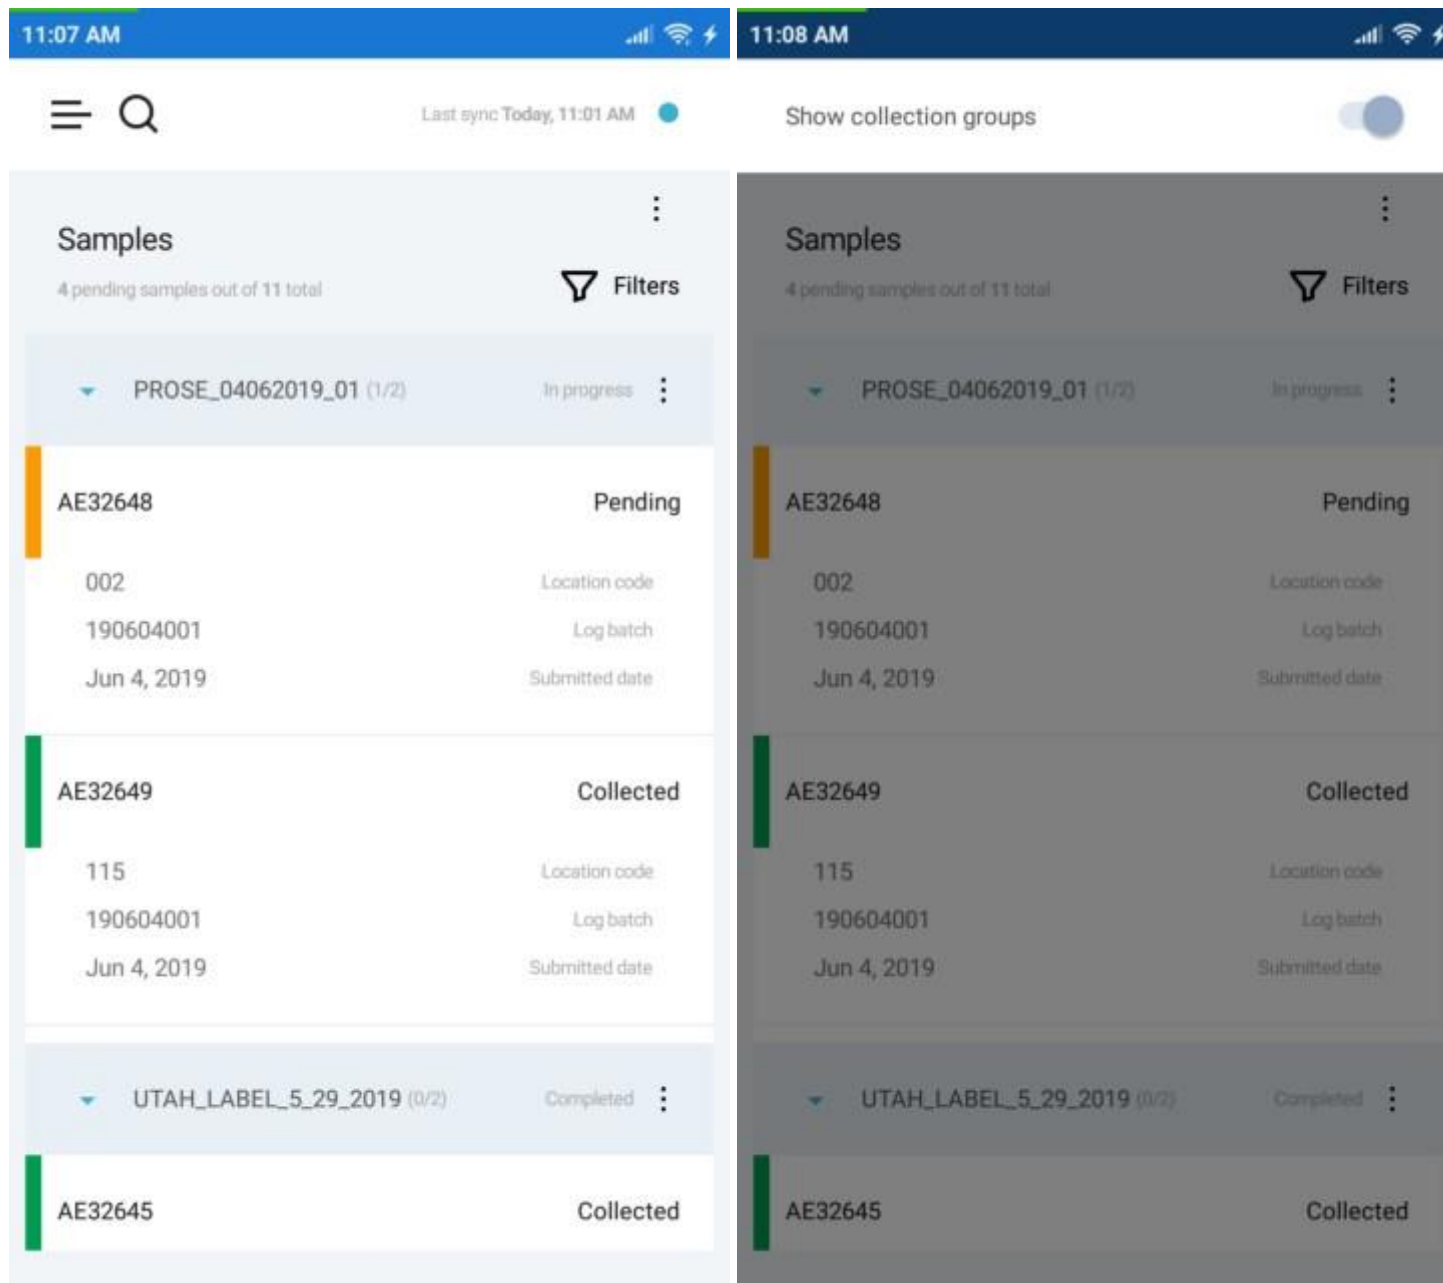 11:07 AM
Last sync Today, 11:01 AM
Samples
4 pending samples out of 11 total
Filters
PROSE_04062019_01 (1/2) In progress
AE32648 Pending
002 Location code
190604001 Log batch
Jun 4, 2019 Submitted date
AE32649 Collected
115 Location code
190604001 Log batch
Jun 4, 2019 Submitted date
UTAH_LABEL_5_29_2019 (0/2) Completed
AE32645 Collected
11:08 AM
Show collection groups
Samples
4 pending samples out of 11 total
Filters
PROSE_04062019_01 (1/2) In progress
AE32648 Pending
002 Location code
190604001 Log batch
Jun 4, 2019 Submitted date
AE32649 Collected
115 Location code
190604001 Log batch
Jun 4, 2019 Submitted date
UTAH_LABEL_5_29_2019 (0/2) Completed
AE32645 Collected